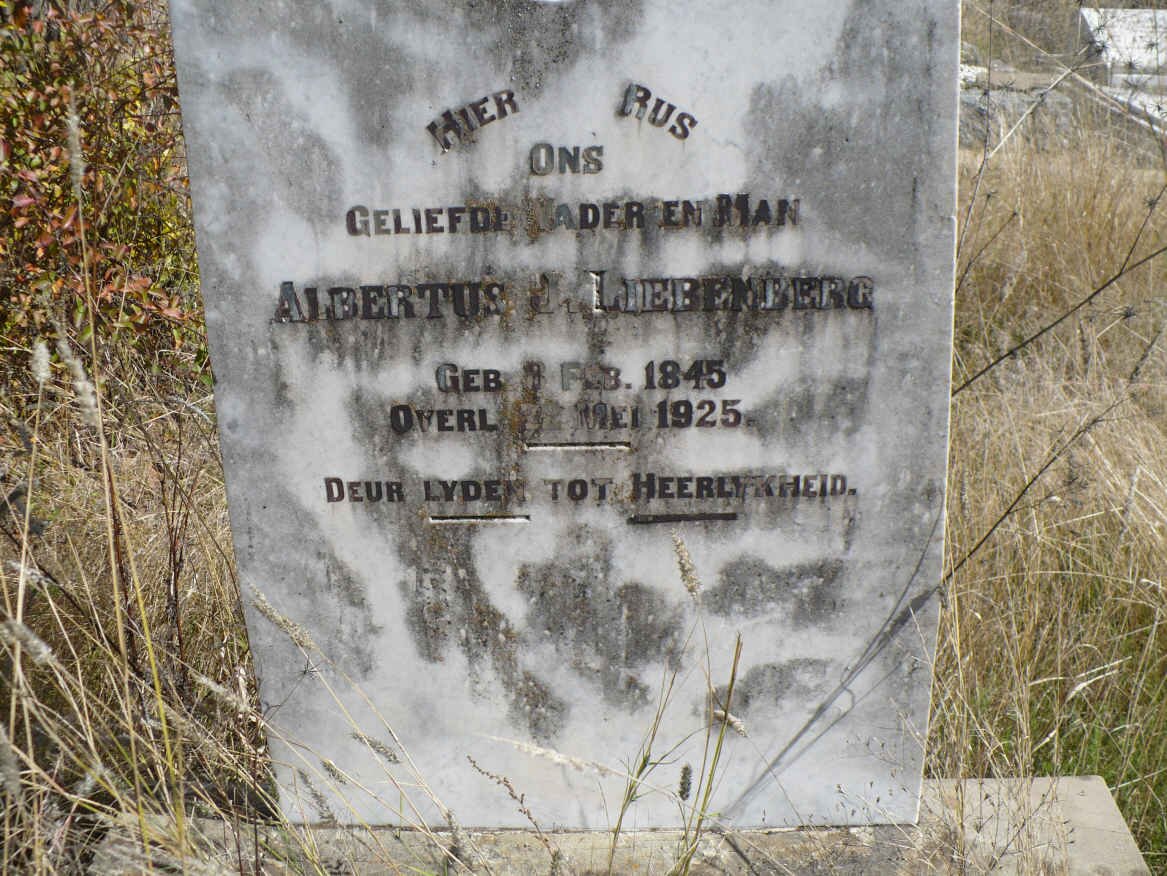 HIER RUS
ONS
GELIEFDE VADER EN MAN
ALBERTUS J. LIEBENBERG
GEB. 8 FEB. 1845
OVERL. MEI 1925.
DEUR LYDEN TOT HEERLYKHEID.